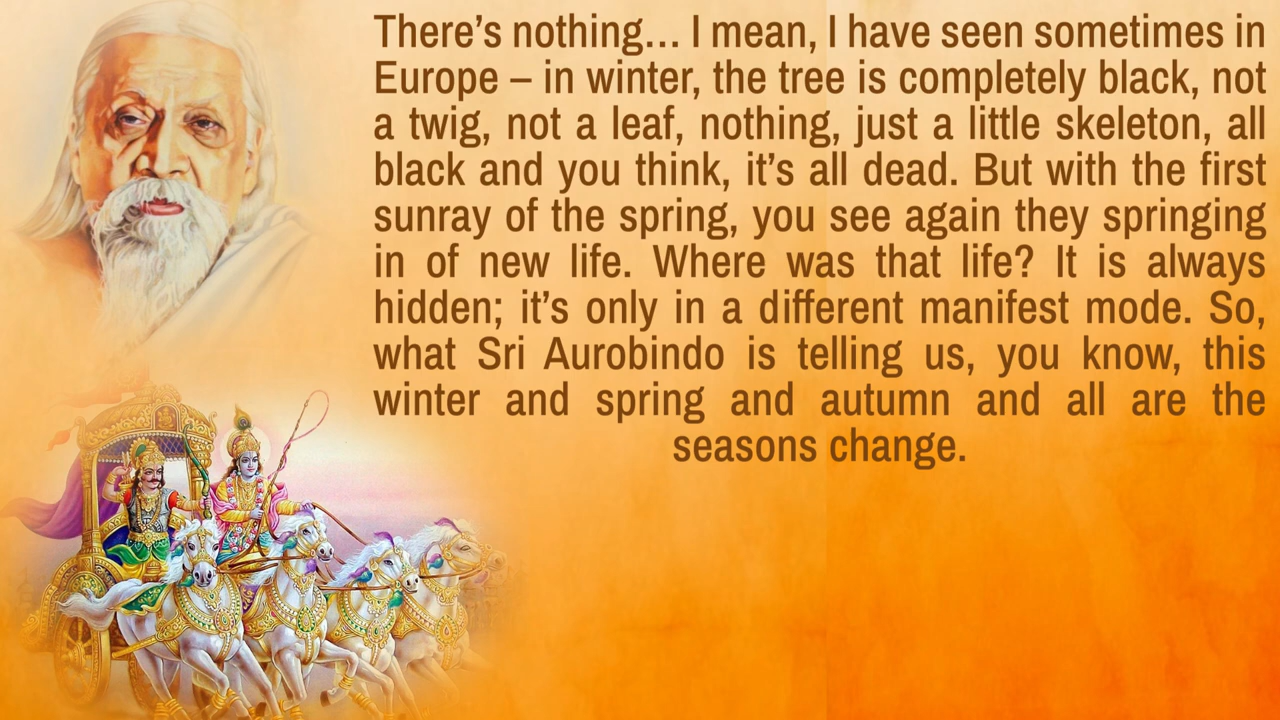 There’s nothing… I mean, I have seen sometimes in
Europe – in winter, the tree is completely black, not
a twig, not a leaf, nothing, just a little skeleton, all
black and you think, it’s all dead. But with the first
sunray of the spring, you see again they springing
in of new life. Where was that life? It is always
hidden; it’s only in a different manifest mode. So,
what Sri Aurobindo is telling us, you know, this
winter and spring and autumn and all are the
seasons change.